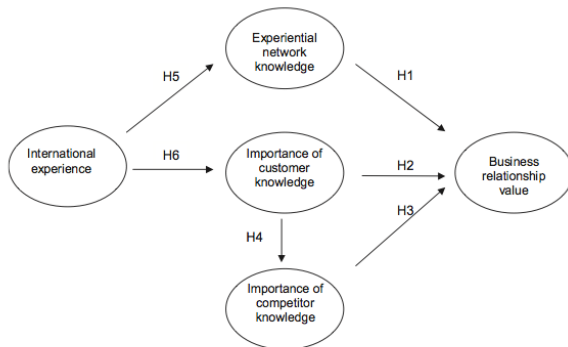 Experiential
network
knowledge
H5
H1
International
experience
H6
Importance of
customer
knowledge
H2
Business
relationship
value
H3
H4
Importance of
competitor
knowledge